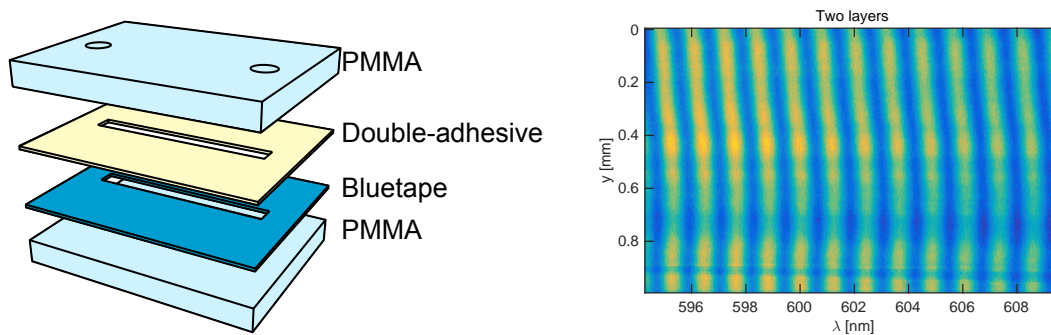 PMMA
Double-adhesive
Bluetape
PMMA
Two layers
0
0.2
0.4
0.6
0.8
y [mm]
596 598 600 602 604 606 608
λ [nm]